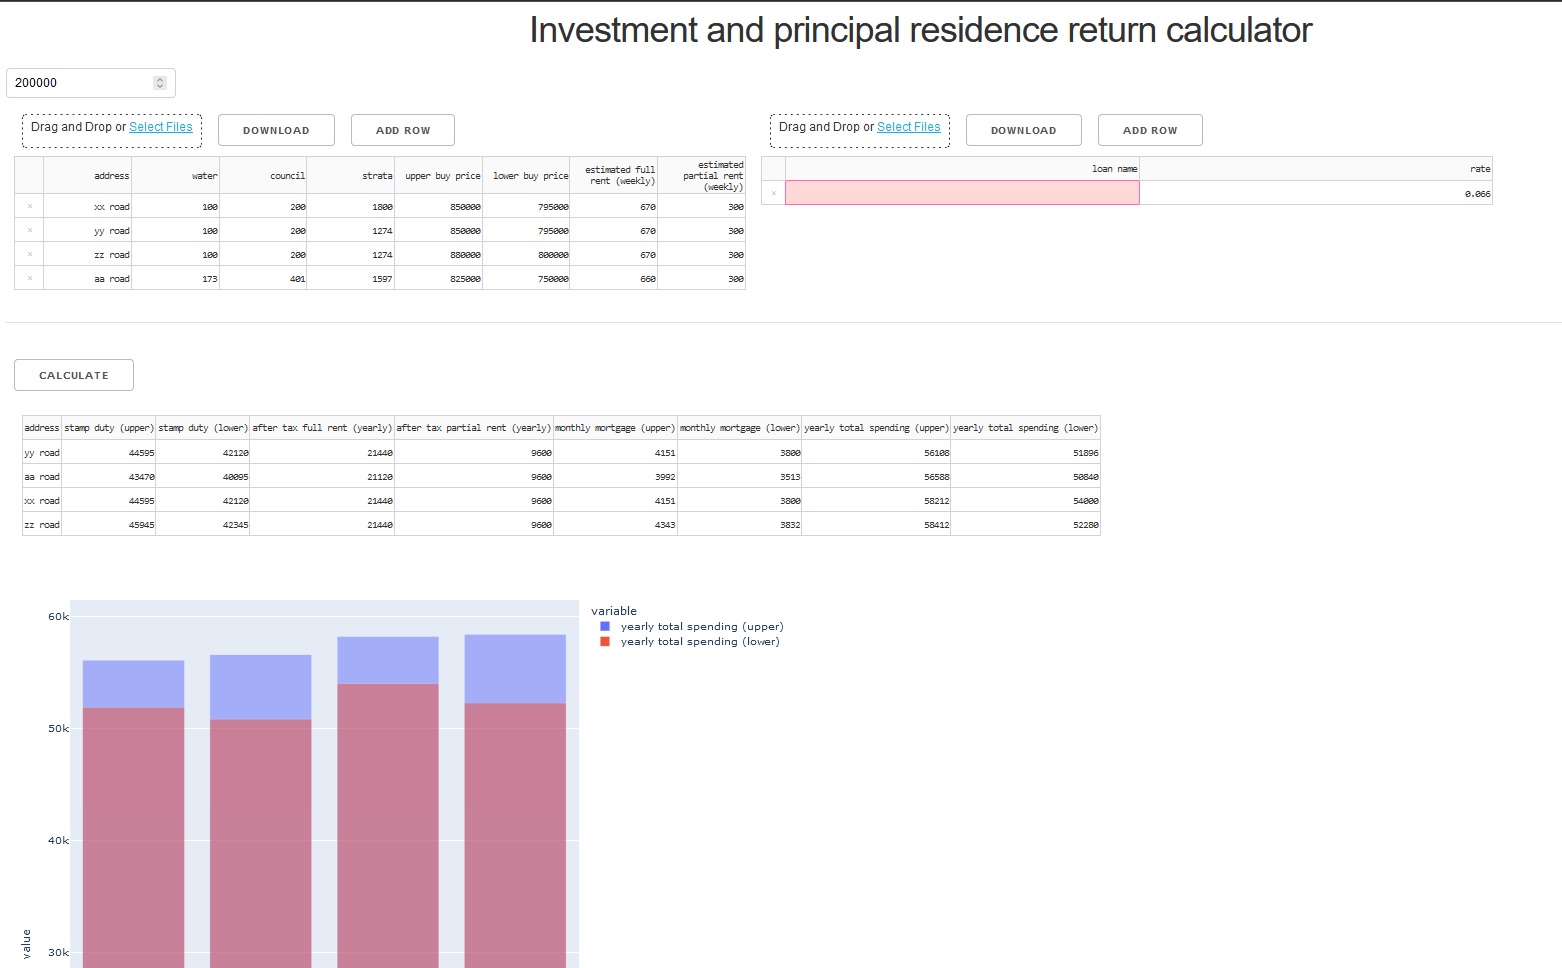 Investment and principal residence return calculator
200000
Drag and Drop or Select Files DOWNLOAD ADD ROW
address water council strata upper buy price lower buy price estimated full rent (weekly) estimated partial rent (weekly)
× xx road 100 200 1800 850000 795000 670 300
× yy road 100 200 1274 850000 795000 670 300
× zz road 100 200 1274 880000 800000 670 300
× aa road 173 401 1597 825000 750000 660 300
Drag and Drop or Select Files DOWNLOAD ADD ROW
loan name rate
× 0.066
CALCULATE
address stamp duty (upper) stamp duty (lower) after tax full rent (yearly) after tax partial rent (yearly) monthly mortgage (upper) monthly mortgage (lower) yearly total spending (upper) yearly total spending (lower)
yy road 44595 42120 21440 9600 4151 3800 56108 51896
aa road 43470 40095 21120 9600 3992 3513 56588 50840
xx road 44595 42120 21440 9600 4151 3800 58212 54000
zz road 45945 42345 21440 9600 4343 3832 58412 52280
60k
50k
40k
30k
value
variable
yearly total spending (upper)
yearly total spending (lower)